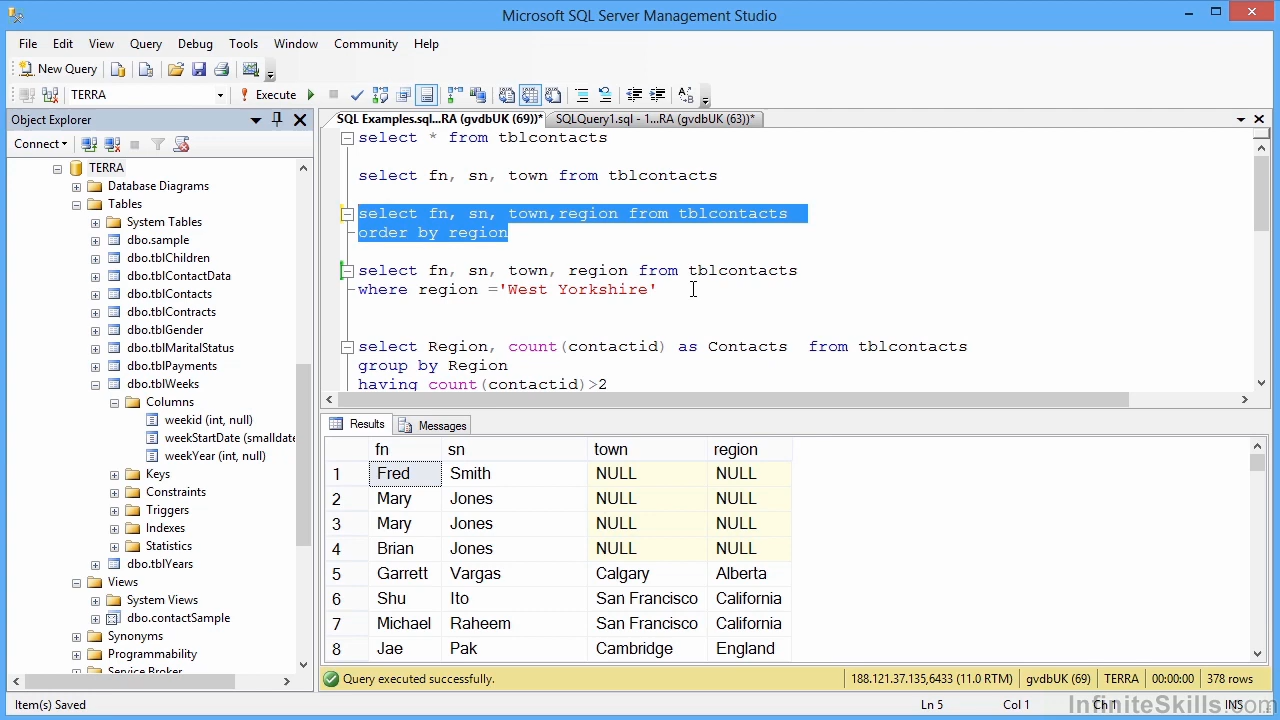 Microsoft SQL Server Management Studio
File Edit View Query Debug Tools Window Community Help
New Query
TERRA Execute
Object Explorer
SQL Examples.sql...RA (gvdbUK (69))* SQLQuery1.sql - 1...RA (gvdbUK (63))*
Connect
TERRA
Database Diagrams
Tables
System Tables
dbo.sample
dbo.tblChildren
dbo.tblContactData
dbo.tblContacts
dbo.tblContracts
dbo.tblGender
dbo.tblMaritalStatus
dbo.tblPayments
dbo.tblWeeks
Columns
weekid (int, null)
weekStartDate (smalldate
weekYear (int, null)
Keys
Constraints
Triggers
Indexes
Statistics
dbo.tblYears
Views
System Views
dbo.contactSample
Synonyms
Programmability
Service Broker
select * from tblcontacts
select fn, sn, town from tblcontacts
select fn, sn, town,region from tblcontacts
order by region
select fn, sn, town, region from tblcontacts
where region ='West Yorkshire'
select Region, count(contactid) as Contacts  from tblcontacts
group by Region
having count(contactid)>2
Results Messages
fn sn town region
1 Fred Smith NULL NULL
2 Mary Jones NULL NULL
3 Mary Jones NULL NULL
4 Brian Jones NULL NULL
5 Garrett Vargas Calgary Alberta
6 Shu Ito San Francisco California
7 Michael Raheem San Francisco California
8 Jae Pak Cambridge England
Query executed successfully. 188.121.37.135,6433 (11.0 RTM) gvdbUK (69) TERRA 00:00:00 378 rows
Item(s) Saved Ln 5 Col 1 Ch 1 INS
InfiniteSkills.com